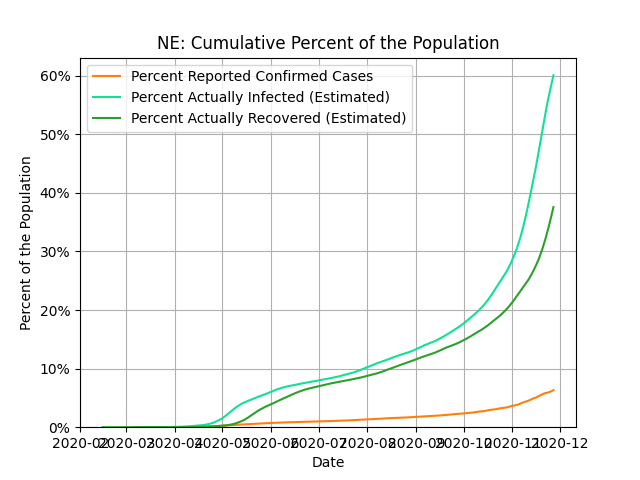 NE: Cumulative Percent of the Population
Percent Reported Confirmed Cases
Percent Actually Infected (Estimated)
Percent Actually Recovered (Estimated)
60%
50%
40%
30%
20%
10%
0%
Percent of the Population
2020-02 2020-03 2020-04 2020-05 2020-06 2020-07 2020-08 2020-09 2020-10 2020-11 2020-12
Date